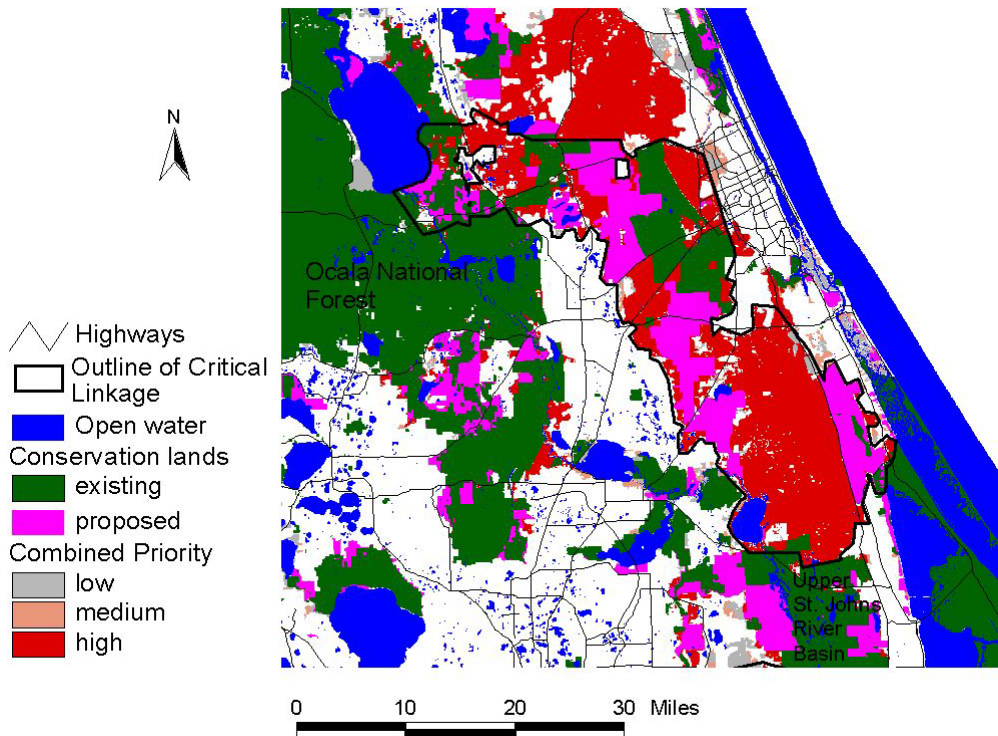 N
Ocala National
Forest
Highways
Outline of Critical
Linkage
Open water
Conservation lands
existing
proposed
Combined Priority
low
medium
high
Upper
St. Johns
River
Basin
0 10 20 30 Miles